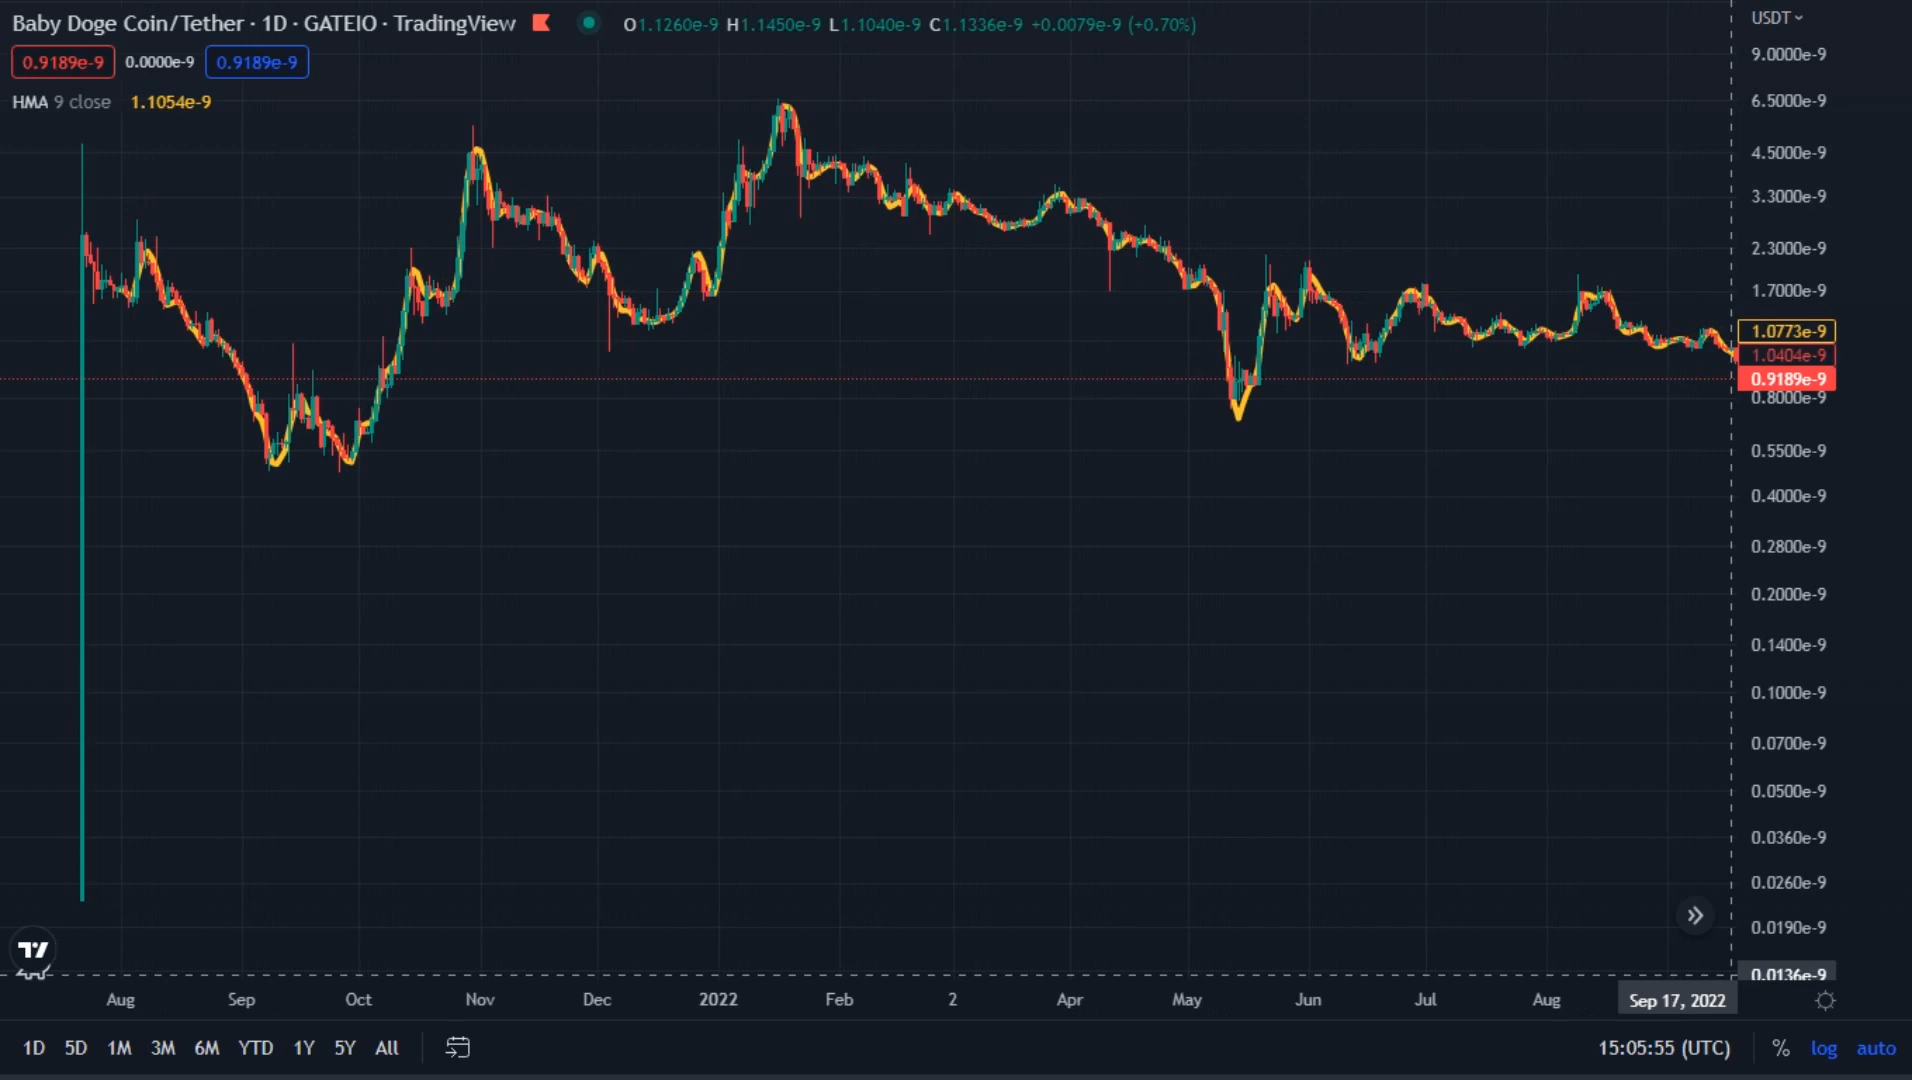 Baby Doge Coin/Tether · 1D · GATEIO · TradingView O1.1260e-9 H1.1450e-9 L1.1040e-9 C1.1336e-9 +0.0079e-9 (+0.70%)
USDT
0.9189e-9 0.0000e-9 0.9189e-9
HMA 9 close 1.1054e-9
9.0000e-9
6.5000e-9
4.5000e-9
3.3000e-9
2.3000e-9
1.7000e-9
1.0773e-9
1.0404e-9
0.9189e-9
0.8000e-9
0.5500e-9
0.4000e-9
0.2800e-9
0.2000e-9
0.1400e-9
0.1000e-9
0.0700e-9
0.0500e-9
0.0360e-9
0.0260e-9
0.0190e-9
0.0136e-9
Aug Sep Oct Nov Dec 2022 Feb 2 Apr May Jun Jul Aug Sep 17, 2022
1D 5D 1M 3M 6M YTD 1Y 5Y All 15:05:55 (UTC) % log auto